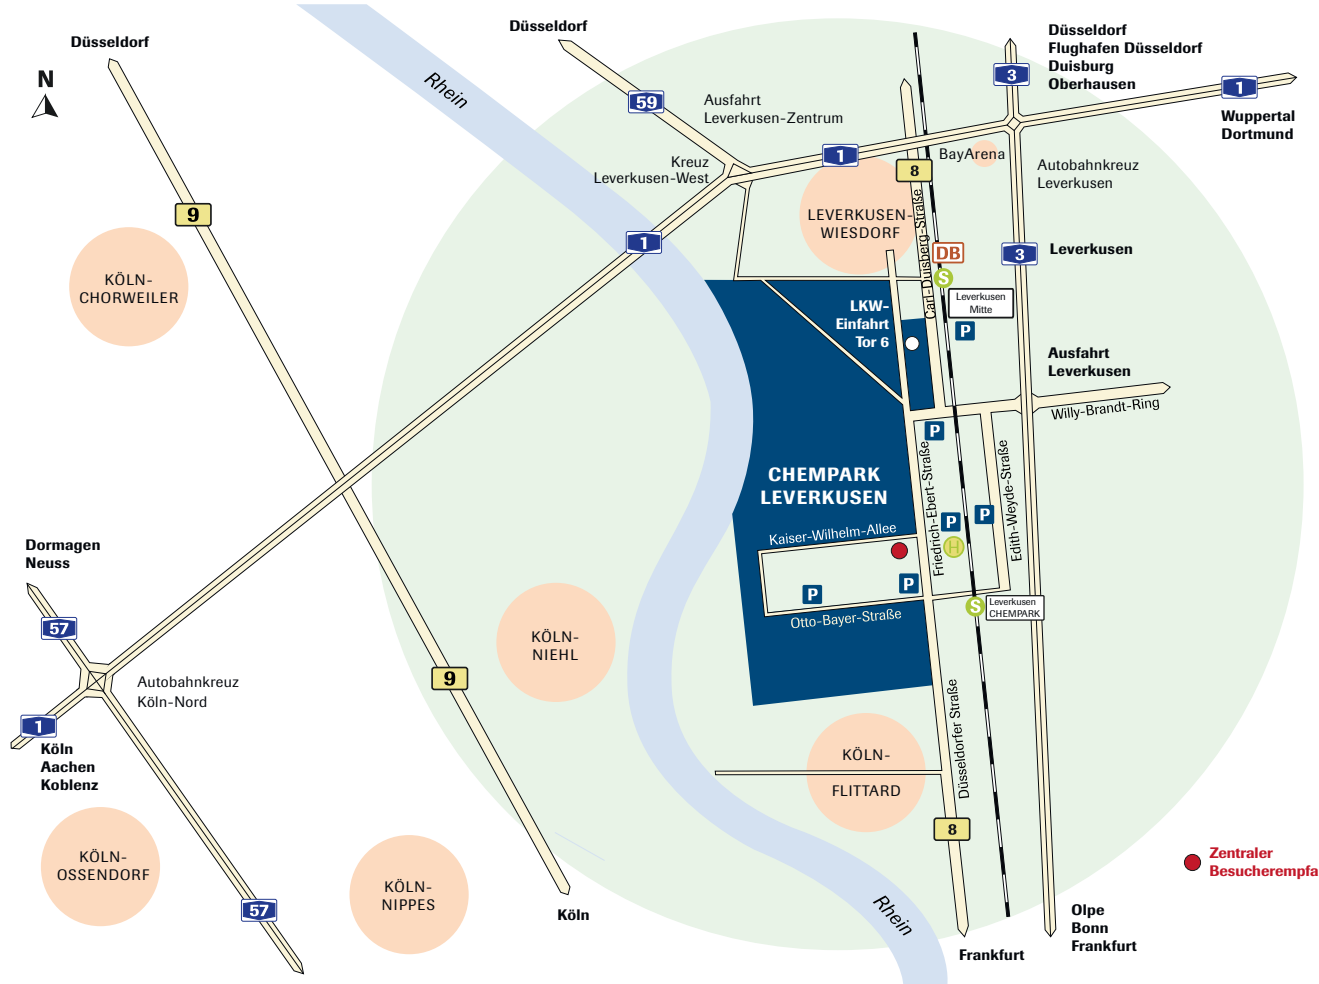 Düsseldorf
N
Düsseldorf
Rhein
59
Ausfahrt
Leverkusen-Zentrum
Düsseldorf
Flughafen Düsseldorf
Duisburg
Oberhausen
3
1
Wuppertal
Dortmund
Kreuz
Leverkusen-West
1
8
BayArena
Autobahnkreuz
Leverkusen
9
LEVERKUSEN-
WIESDORF
Carl-Duisberg-Straße
1
DB
3
Leverkusen
KÖLN-
CHORWEILER
S
Leverkusen
Mitte
P
LKW-
Einfahrt
Tor 6
Ausfahrt
Leverkusen
Willy-Brandt-Ring
P
CHEMPARK
LEVERKUSEN
Friedrich-Ebert-Straße
Edith-Weyde-Straße
P
P
Kaiser-Wilhelm-Allee
H
Dormagen
Neuss
P
P
Otto-Bayer-Straße
S
Leverkusen
CHEMPARK
57
KÖLN-
NIEHL
9
Autobahnkreuz
Köln-Nord
1
Köln
Aachen
Koblenz
Düsseldorfer Straße
KÖLN-
FLITTARD
8
KÖLN-
OSSENDORF
KÖLN-
NIPPES
57
Köln
Rhein
Frankfurt
Olpe
Bonn
Frankfurt
Zentraler
Besucherempfa